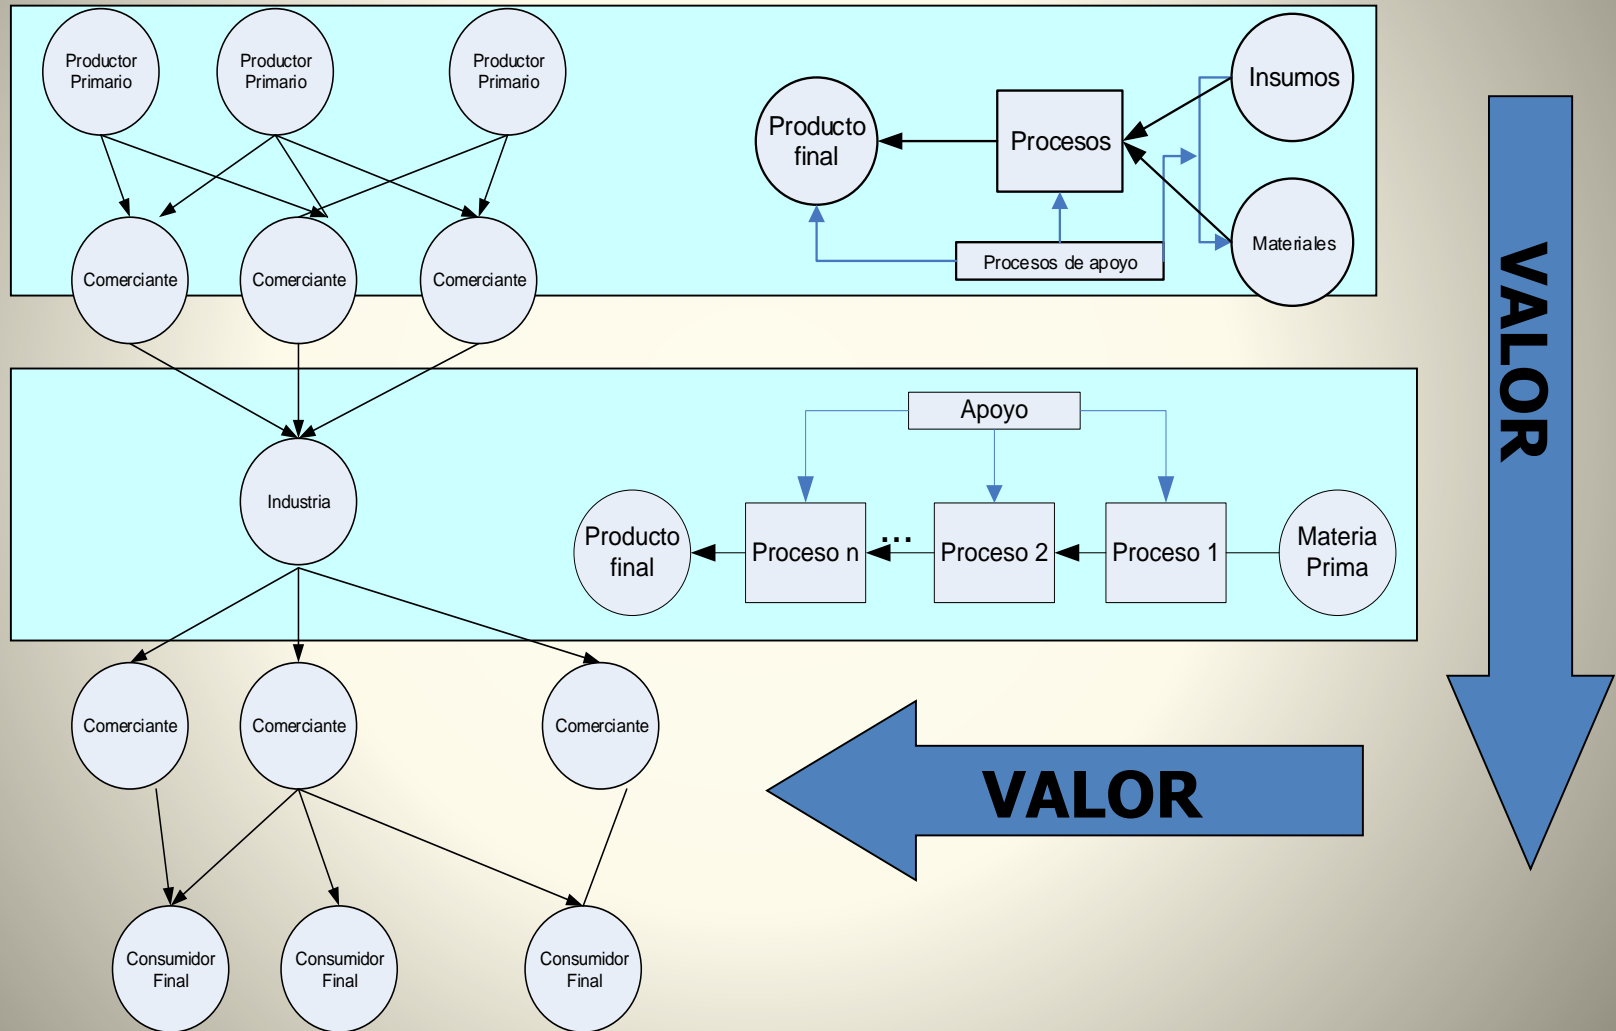 Productor
Primario
Productor
Primario
Productor
Primario
Insumos
Producto
final
Procesos
Materiales
Procesos de apoyo
Comerciante
Comerciante
Comerciante
VALOR
Apoyo
Industria
Producto
final
Proceso n
...
Proceso 2
Proceso 1
Materia
Prima
Comerciante
Comerciante
Comerciante
VALOR
Consumidor
Final
Consumidor
Final
Consumidor
Final